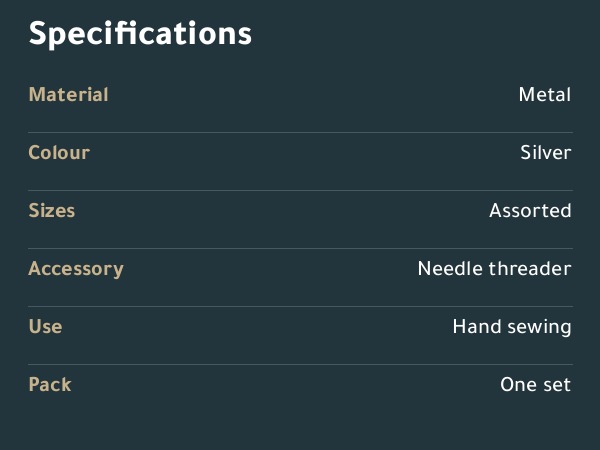 Specifications
Material Metal
Colour Silver
Sizes Assorted
Accessory Needle threader
Use Hand sewing
Pack One set